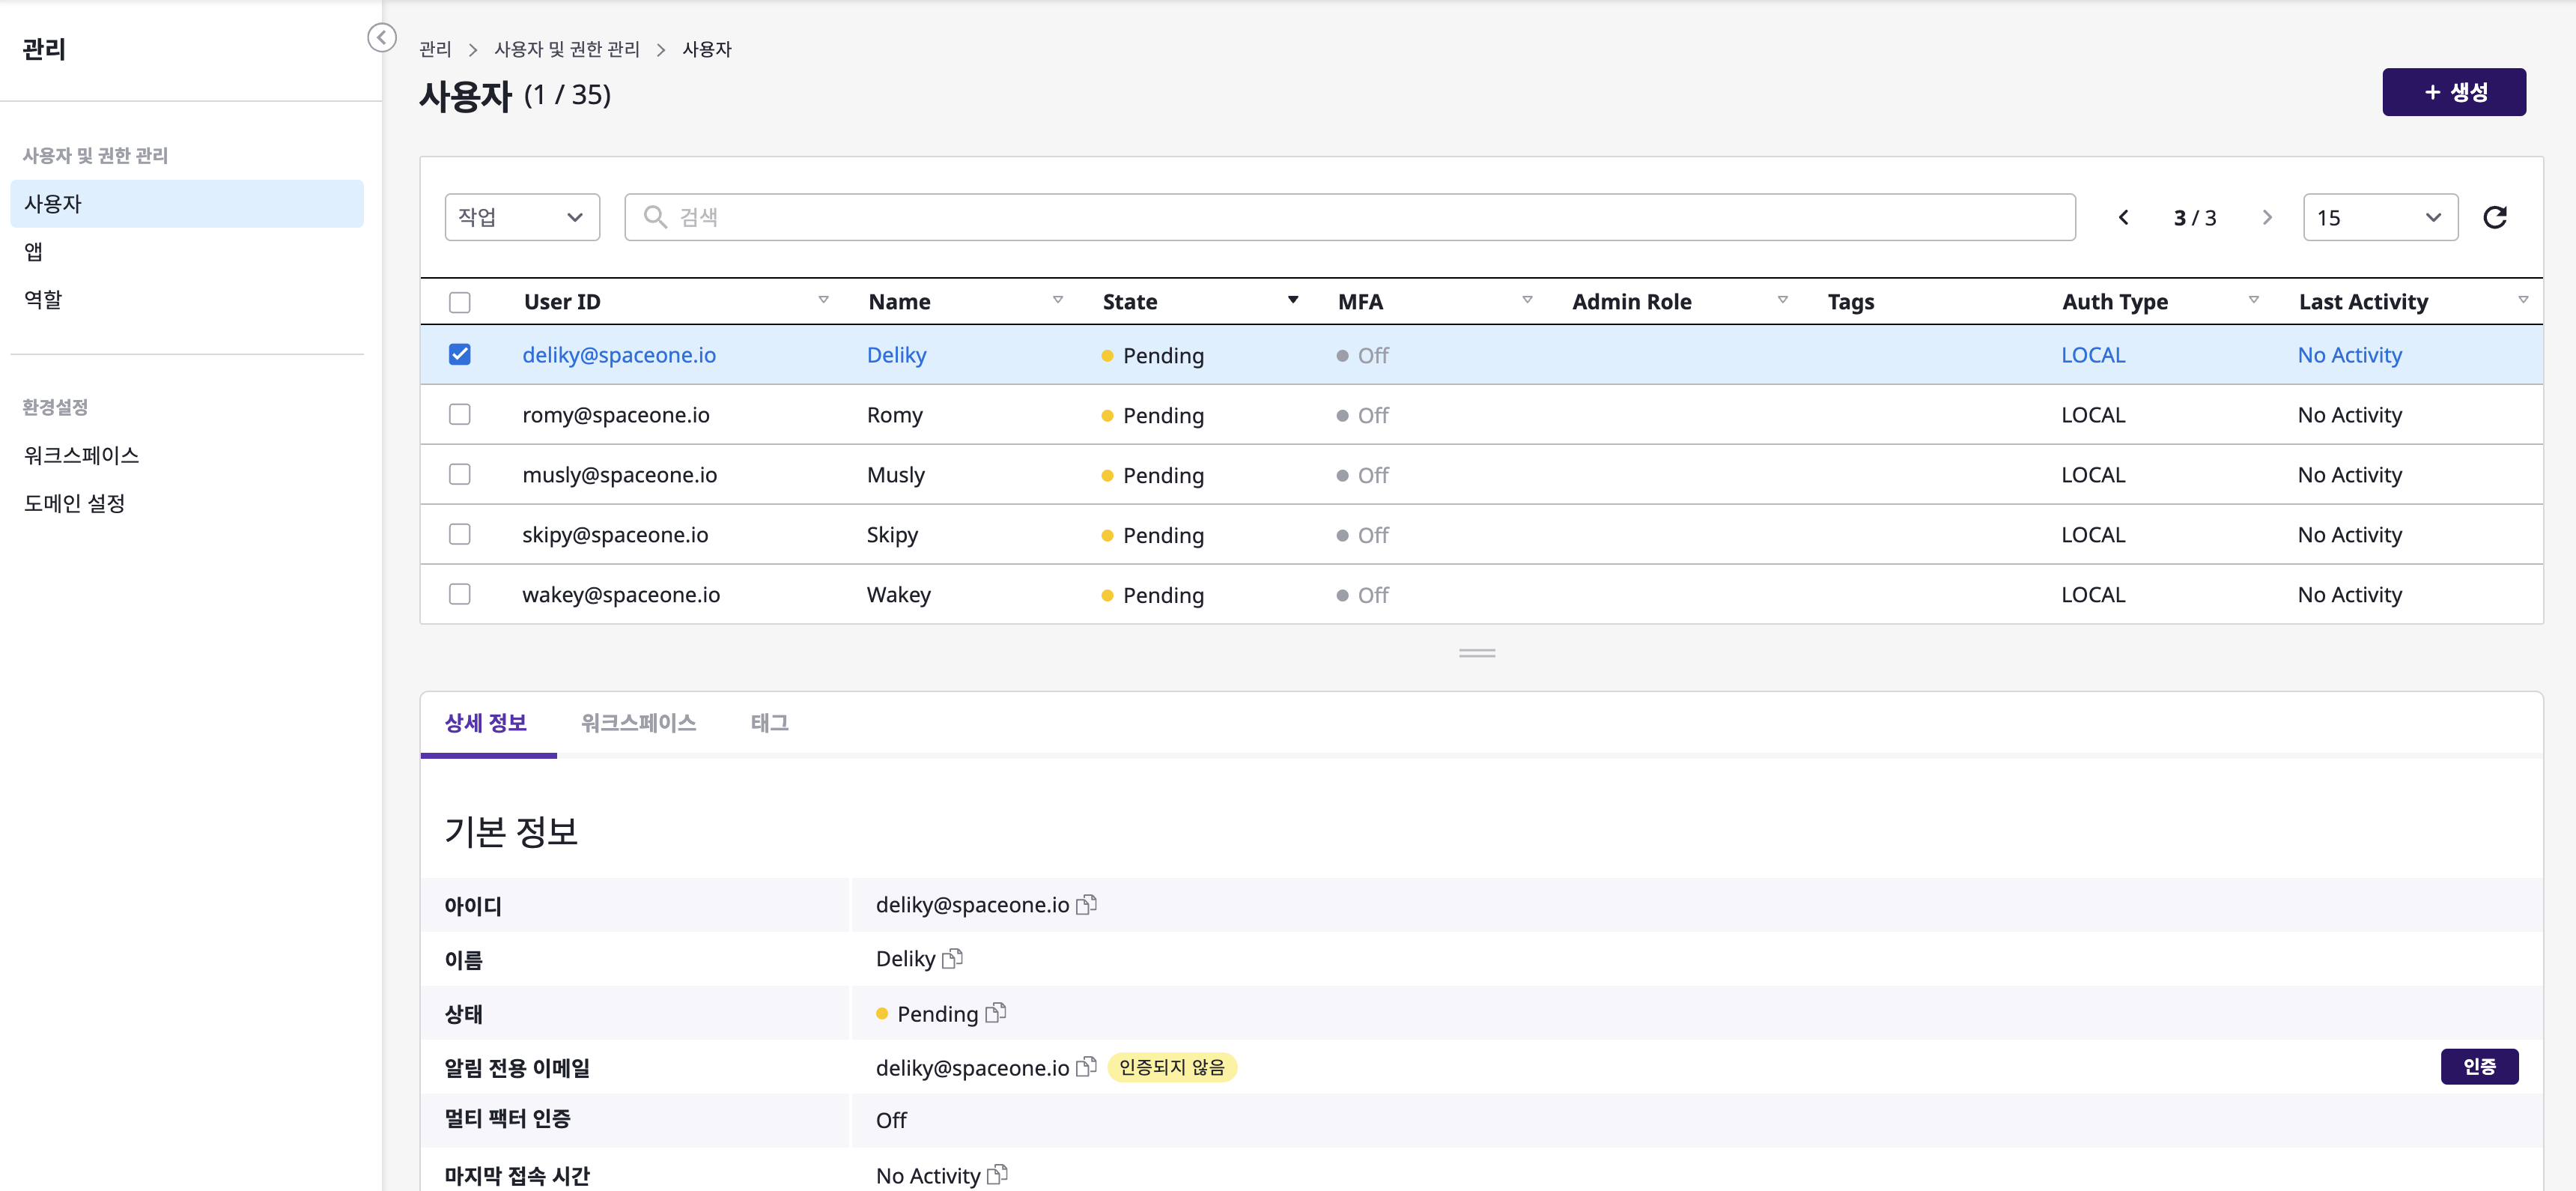 관리
사용자 및 권한 관리
사용자
앱
역할
환경설정
워크스페이스
도메인 설정
관리 > 사용자 및 권한 관리 > 사용자
사용자 (1 / 35)
+ 생성
작업 검색 3 / 3 15
User ID Name State MFA Admin Role Tags Auth Type Last Activity
deliky@spaceone.io Deliky Pending Off LOCAL No Activity
romy@spaceone.io Romy Pending Off LOCAL No Activity
musly@spaceone.io Musly Pending Off LOCAL No Activity
skipy@spaceone.io Skipy Pending Off LOCAL No Activity
wakey@spaceone.io Wakey Pending Off LOCAL No Activity
상세 정보 워크스페이스 태그
기본 정보
아이디 deliky@spaceone.io
이름 Deliky
상태 Pending
알림 전용 이메일 deliky@spaceone.io 인증되지 않음 인증
멀티 팩터 인증 Off
마지막 접속 시간 No Activity